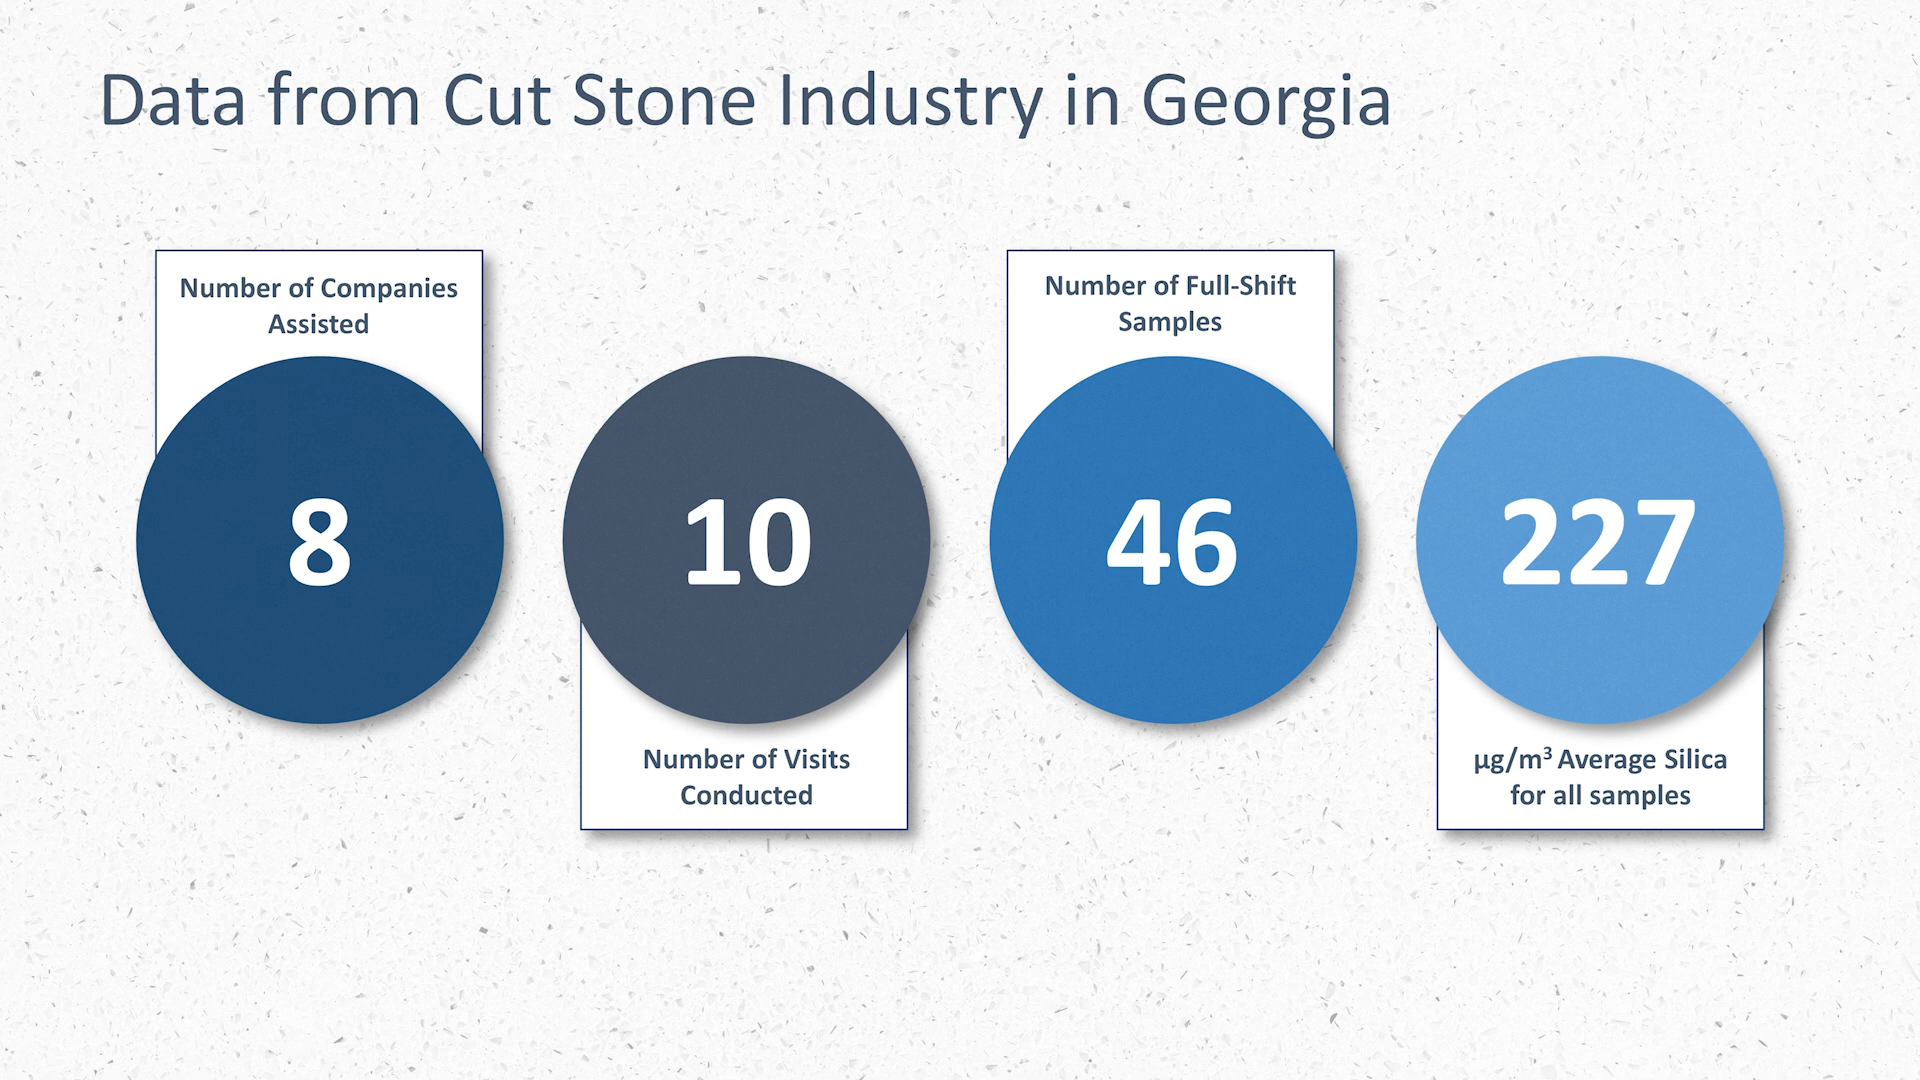 Data from Cut Stone Industry in Georgia
Number of Companies
Assisted
8
10
Number of Visits
Conducted
Number of Full-Shift
Samples
46
227
µg/m³ Average Silica
for all samples